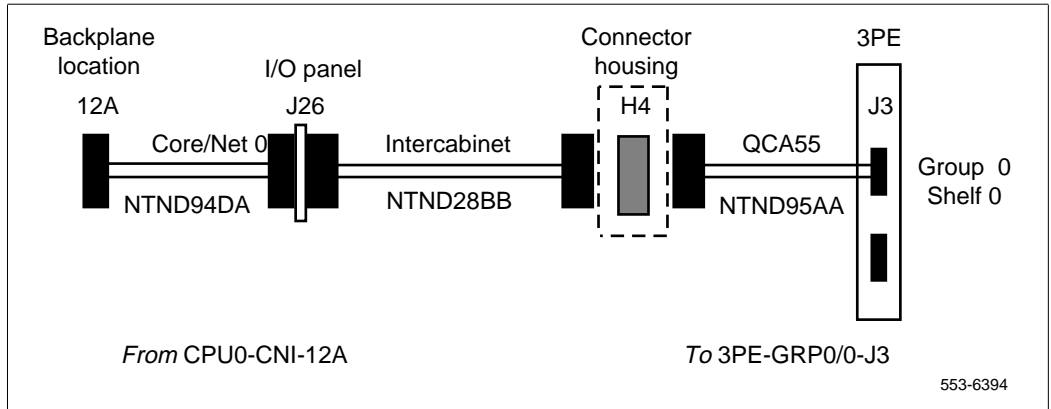 Backplane
location
Connector
housing
3PE
I/O panel
12A
J26
H4
J3
Core/Net 0
Intercabinet
QCA55
NTND94DA
NTND28BB
NTND95AA
Group 0
Shelf 0
From CPU0-CNI-12A
To 3PE-GRP0/0-J3
553-6394